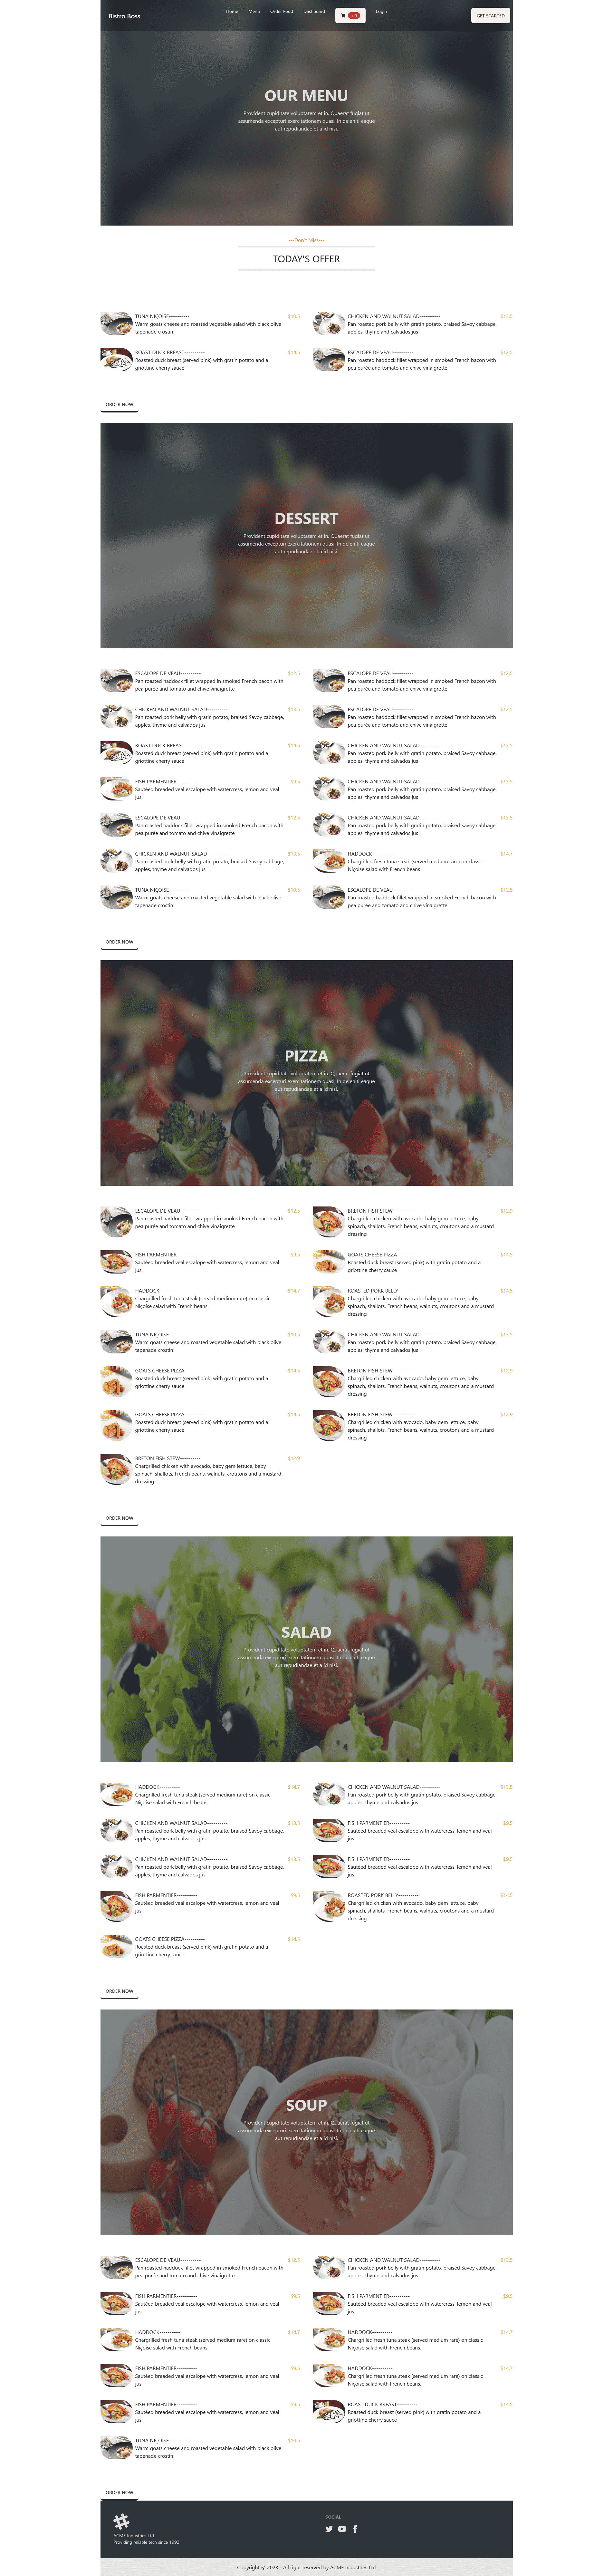 Bistro Boss
Home
Menu
Order Food
Dashboard
+0
Login
GET STARTED
OUR MENU
Provident cupiditate voluptatem et in. Quaerat fugiat ut
assumenda excepturi exercitationem quasi. In deleniti eaque
aut repudiandae et a id nisi.
---Don't Miss---
TODAY'S OFFER
TUNA NIÇOISE---------- $10.5
Warm goats cheese and roasted vegetable salad with black olive
tapenade crostini
CHICKEN AND WALNUT SALAD---------- $13.5
Pan roasted pork belly with gratin potato, braised Savoy cabbage,
apples, thyme and calvados jus
ROAST DUCK BREAST---------- $14.5
Roasted duck breast (served pink) with gratin potato and a
griottine cherry sauce
ESCALOPE DE VEAU---------- $12.5
Pan roasted haddock fillet wrapped in smoked French bacon with
pea purée and tomato and chive vinaigrette
ORDER NOW
DESSERT
Provident cupiditate voluptatem et in. Quaerat fugiat ut
assumenda excepturi exercitationem quasi. In deleniti eaque
aut repudiandae et a id nisi.
ESCALOPE DE VEAU---------- $12.5
Pan roasted haddock fillet wrapped in smoked French bacon with
pea purée and tomato and chive vinaigrette
ESCALOPE DE VEAU---------- $12.5
Pan roasted haddock fillet wrapped in smoked French bacon with
pea purée and tomato and chive vinaigrette
CHICKEN AND WALNUT SALAD---------- $13.5
Pan roasted pork belly with gratin potato, braised Savoy cabbage,
apples, thyme and calvados jus
ESCALOPE DE VEAU---------- $12.5
Pan roasted haddock fillet wrapped in smoked French bacon with
pea purée and tomato and chive vinaigrette
ROAST DUCK BREAST---------- $14.5
Roasted duck breast (served pink) with gratin potato and a
griottine cherry sauce
CHICKEN AND WALNUT SALAD---------- $13.5
Pan roasted pork belly with gratin potato, braised Savoy cabbage,
apples, thyme and calvados jus
FISH PARMENTIER---------- $9.5
Sautéed breaded veal escalope with watercress, lemon and veal
jus.
CHICKEN AND WALNUT SALAD---------- $13.5
Pan roasted pork belly with gratin potato, braised Savoy cabbage,
apples, thyme and calvados jus
ESCALOPE DE VEAU---------- $12.5
Pan roasted haddock fillet wrapped in smoked French bacon with
pea purée and tomato and chive vinaigrette
CHICKEN AND WALNUT SALAD---------- $13.5
Pan roasted pork belly with gratin potato, braised Savoy cabbage,
apples, thyme and calvados jus
CHICKEN AND WALNUT SALAD---------- $13.5
Pan roasted pork belly with gratin potato, braised Savoy cabbage,
apples, thyme and calvados jus
HADDOCK---------- $14.7
Chargrilled fresh tuna steak (served medium rare) on classic
Niçoise salad with French beans
TUNA NIÇOISE---------- $10.5
Warm goats cheese and roasted vegetable salad with black olive
tapenade crostini
ESCALOPE DE VEAU---------- $12.5
Pan roasted haddock fillet wrapped in smoked French bacon with
pea purée and tomato and chive vinaigrette
ORDER NOW
PIZZA
Provident cupiditate voluptatem et in. Quaerat fugiat ut
assumenda excepturi exercitationem quasi. In deleniti eaque
aut repudiandae et a id nisi.
ESCALOPE DE VEAU---------- $12.5
Pan roasted haddock fillet wrapped in smoked French bacon with
pea purée and tomato and chive vinaigrette
BRETON FISH STEW---------- $12.9
Chargrilled chicken with avocado, baby gem lettuce, baby
spinach, shallots, French beans, walnuts, croutons and a mustard
dressing
FISH PARMENTIER---------- $9.5
Sautéed breaded veal escalope with watercress, lemon and veal
jus.
GOATS CHEESE PIZZA---------- $14.5
Roasted duck breast (served pink) with gratin potato and a
griottine cherry sauce
HADDOCK---------- $14.7
Chargrilled fresh tuna steak (served medium rare) on classic
Niçoise salad with French beans.
ROASTED PORK BELLY---------- $14.5
Chargrilled chicken with avocado, baby gem lettuce, baby
spinach, shallots, French beans, walnuts, croutons and a mustard
dressing
TUNA NIÇOISE---------- $10.5
Warm goats cheese and roasted vegetable salad with black olive
tapenade crostini
CHICKEN AND WALNUT SALAD---------- $13.5
Pan roasted pork belly with gratin potato, braised Savoy cabbage,
apples, thyme and calvados jus
GOATS CHEESE PIZZA---------- $14.5
Roasted duck breast (served pink) with gratin potato and a
griottine cherry sauce
BRETON FISH STEW---------- $12.9
Chargrilled chicken with avocado, baby gem lettuce, baby
spinach, shallots, French beans, walnuts, croutons and a mustard
dressing
GOATS CHEESE PIZZA---------- $14.5
Roasted duck breast (served pink) with gratin potato and a
griottine cherry sauce
BRETON FISH STEW---------- $12.9
Chargrilled chicken with avocado, baby gem lettuce, baby
spinach, shallots, French beans, walnuts, croutons and a mustard
dressing
BRETON FISH STEW---------- $12.9
Chargrilled chicken with avocado, baby gem lettuce, baby
spinach, shallots, French beans, walnuts, croutons and a mustard
dressing
ORDER NOW
SALAD
Provident cupiditate voluptatem et in. Quaerat fugiat ut
assumenda excepturi exercitationem quasi. In deleniti eaque
aut repudiandae et a id nisi.
HADDOCK---------- $14.7
Chargrilled fresh tuna steak (served medium rare) on classic
Niçoise salad with French beans.
CHICKEN AND WALNUT SALAD---------- $13.5
Pan roasted pork belly with gratin potato, braised Savoy cabbage,
apples, thyme and calvados jus
CHICKEN AND WALNUT SALAD---------- $13.5
Pan roasted pork belly with gratin potato, braised Savoy cabbage,
apples, thyme and calvados jus
FISH PARMENTIER---------- $9.5
Sautéed breaded veal escalope with watercress, lemon and veal
jus.
CHICKEN AND WALNUT SALAD---------- $13.5
Pan roasted pork belly with gratin potato, braised Savoy cabbage,
apples, thyme and calvados jus
FISH PARMENTIER---------- $9.5
Sautéed breaded veal escalope with watercress, lemon and veal
jus.
FISH PARMENTIER---------- $9.5
Sautéed breaded veal escalope with watercress, lemon and veal
jus.
ROASTED PORK BELLY---------- $14.5
Chargrilled chicken with avocado, baby gem lettuce, baby
spinach, shallots, French beans, walnuts, croutons and a mustard
dressing
GOATS CHEESE PIZZA---------- $14.5
Roasted duck breast (served pink) with gratin potato and a
griottine cherry sauce
ORDER NOW
SOUP
Provident cupiditate voluptatem et in. Quaerat fugiat ut
assumenda excepturi exercitationem quasi. In deleniti eaque
aut repudiandae et a id nisi.
ESCALOPE DE VEAU---------- $12.5
Pan roasted haddock fillet wrapped in smoked French bacon with
pea purée and tomato and chive vinaigrette
CHICKEN AND WALNUT SALAD---------- $13.5
Pan roasted pork belly with gratin potato, braised Savoy cabbage,
apples, thyme and calvados jus
FISH PARMENTIER---------- $9.5
Sautéed breaded veal escalope with watercress, lemon and veal
jus.
FISH PARMENTIER---------- $9.5
Sautéed breaded veal escalope with watercress, lemon and veal
jus.
HADDOCK---------- $14.7
Chargrilled fresh tuna steak (served medium rare) on classic
Niçoise salad with French beans.
HADDOCK---------- $14.7
Chargrilled fresh tuna steak (served medium rare) on classic
Niçoise salad with French beans.
FISH PARMENTIER---------- $9.5
Sautéed breaded veal escalope with watercress, lemon and veal
jus.
HADDOCK---------- $14.7
Chargrilled fresh tuna steak (served medium rare) on classic
Niçoise salad with French beans.
FISH PARMENTIER---------- $9.5
Sautéed breaded veal escalope with watercress, lemon and veal
jus.
ROAST DUCK BREAST---------- $14.5
Roasted duck breast (served pink) with gratin potato and a
griottine cherry sauce
TUNA NIÇOISE---------- $10.5
Warm goats cheese and roasted vegetable salad with black olive
tapenade crostini
ORDER NOW
ACME Industries Ltd.
Providing reliable tech since 1992
SOCIAL
Copyright © 2023 - All right reserved by ACME Industries Ltd